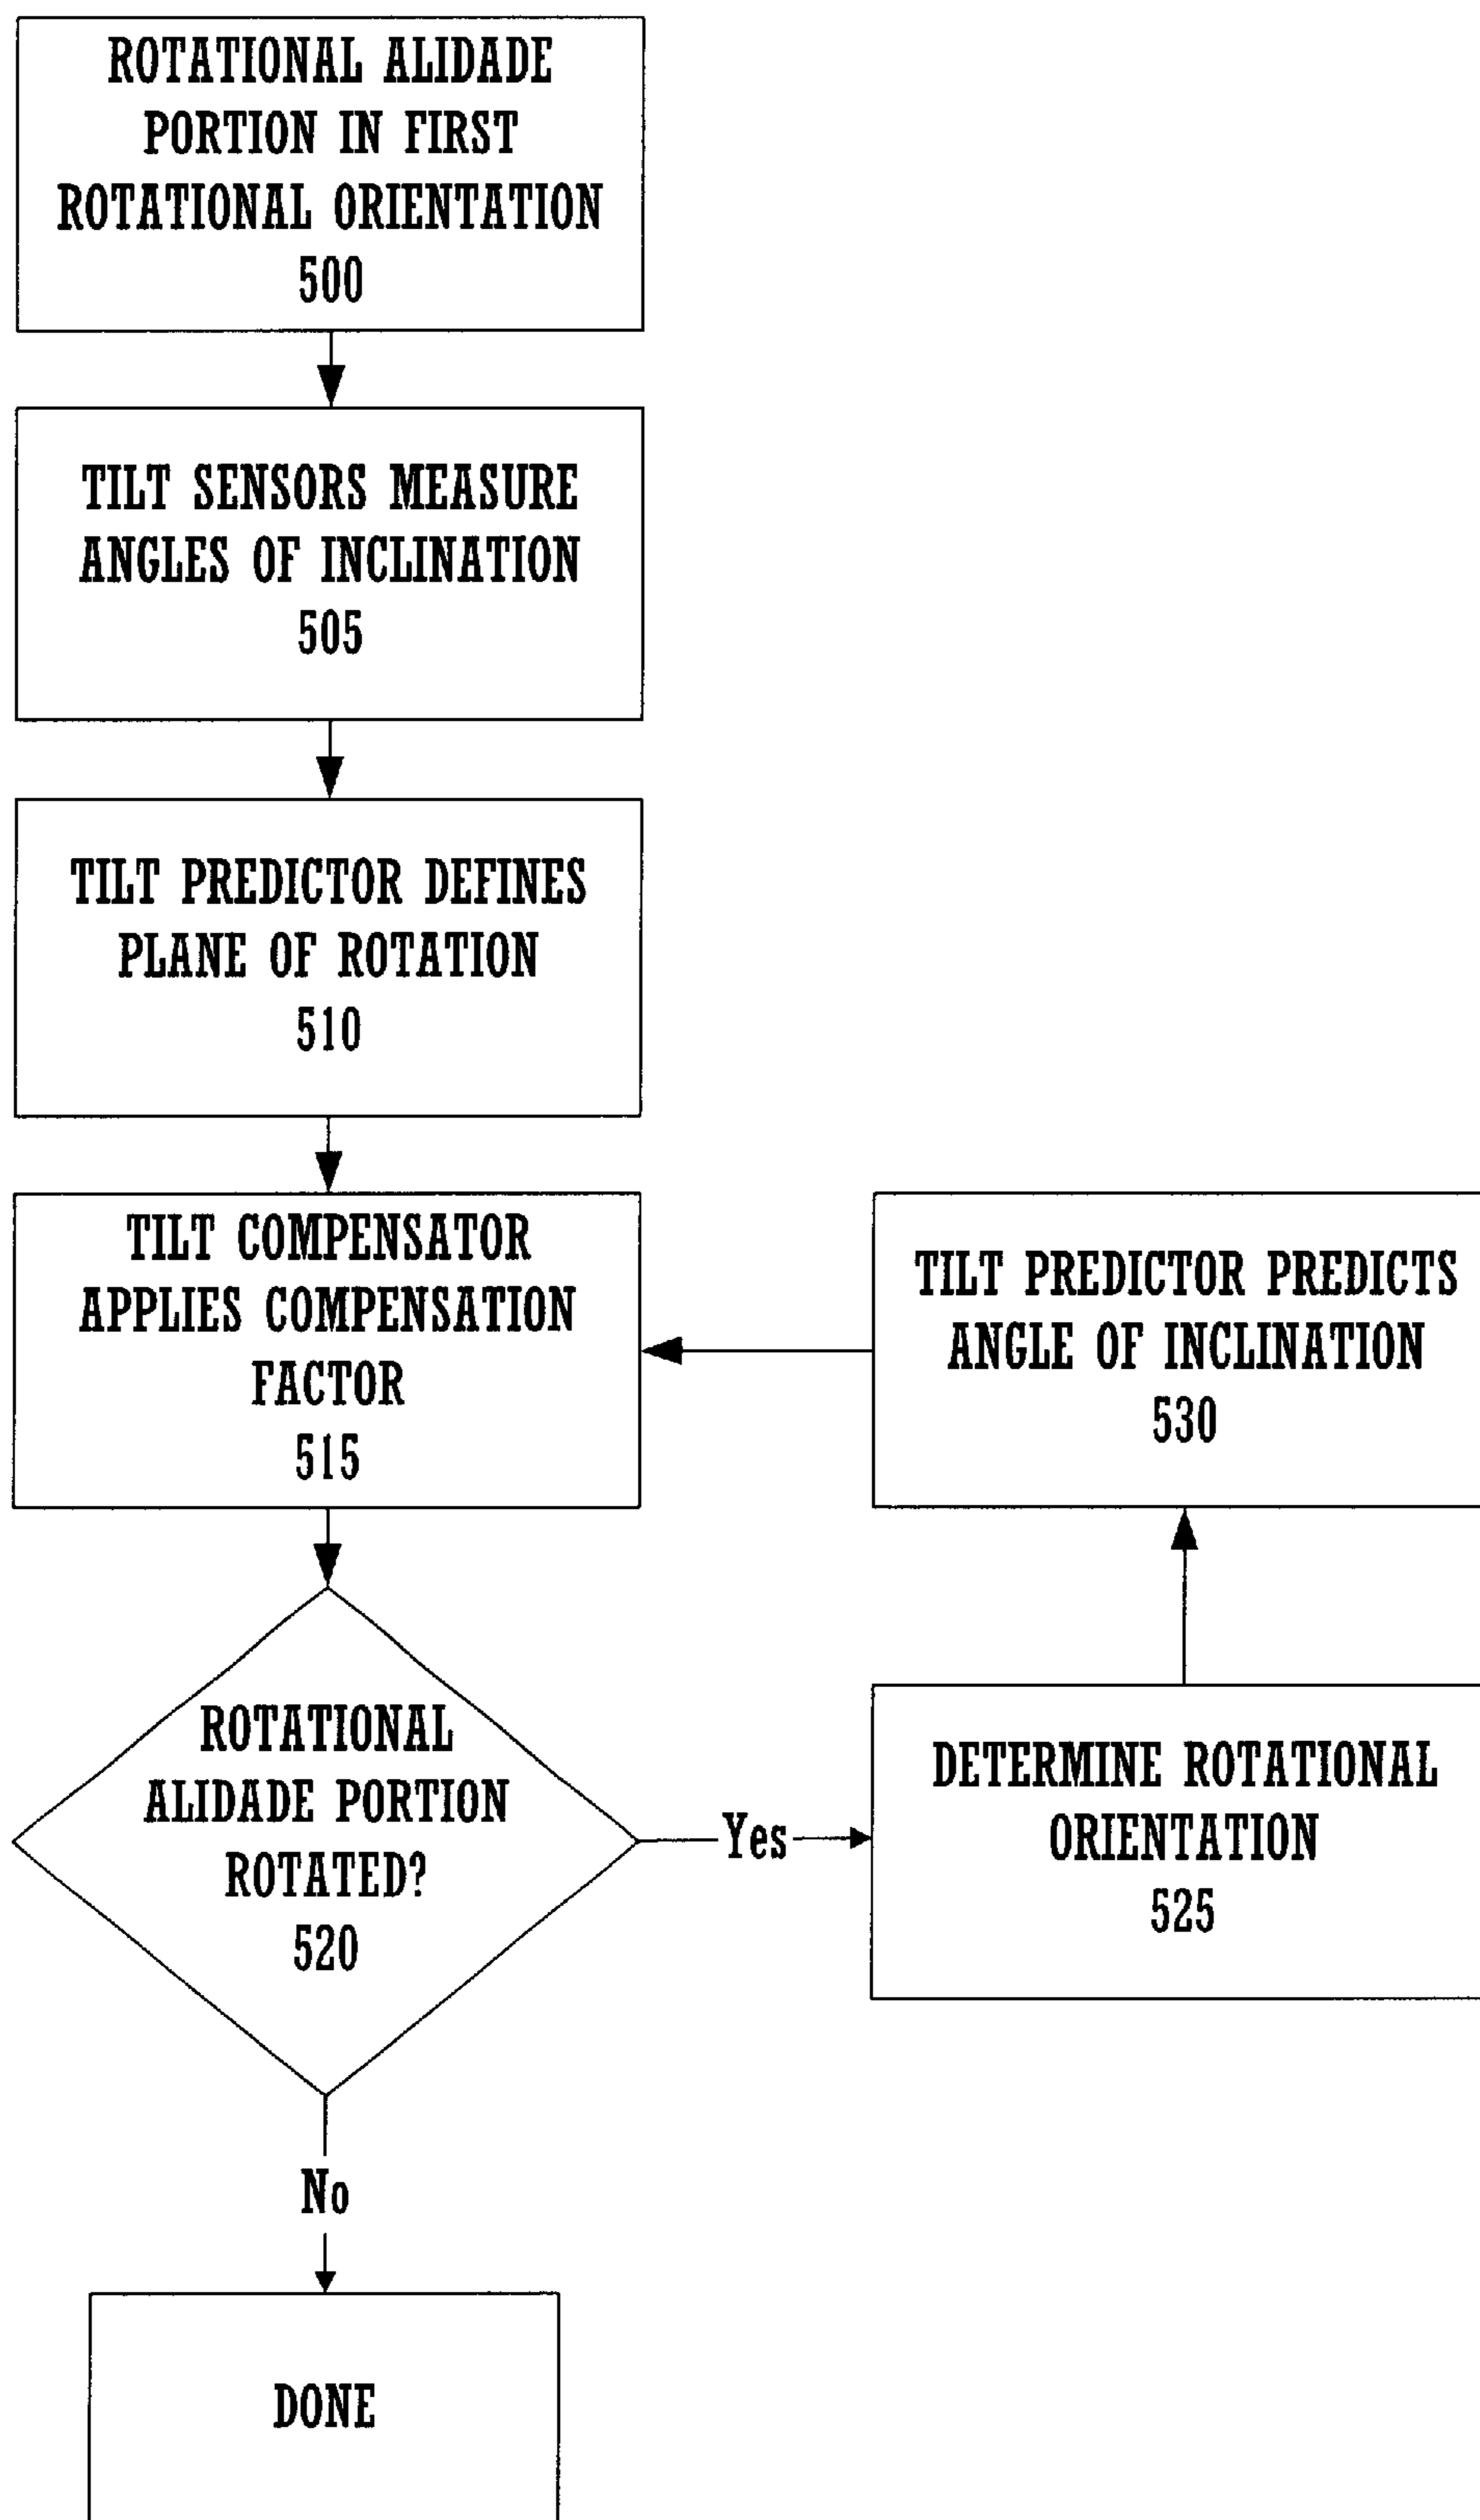 ROTATIONAL ALIDADE
PORTION IN FIRST
ROTATIONAL ORIENTATION
500
TILT SENSORS MEASURE
ANGLES OF INCLINATION
505
TILT PREDICTOR DEFINES
PLANE OF ROTATION
510
TILT COMPENSATOR
APPLIES COMPENSATION
FACTOR
515
TILT PREDICTOR PREDICTS
ANGLE OF INCLINATION
530
ROTATIONAL
ALIDADE PORTION
ROTATED?
520
Yes
DETERMINE ROTATIONAL
ORIENTATION
525
No
DONE